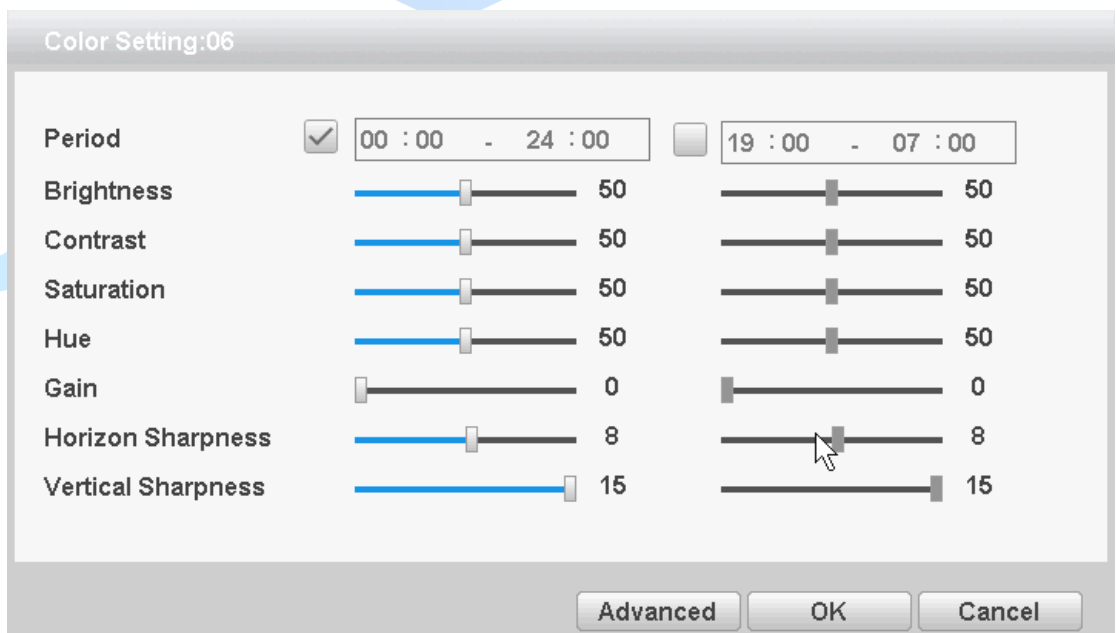 Color Setting:06
Period 00 :00 - 24 :00 19 :00 - 07 :00
Brightness 50 50
Contrast 50 50
Saturation 50 50
Hue 50 50
Gain 0 0
Horizon Sharpness 8 8
Vertical Sharpness 15 15
Advanced OK Cancel